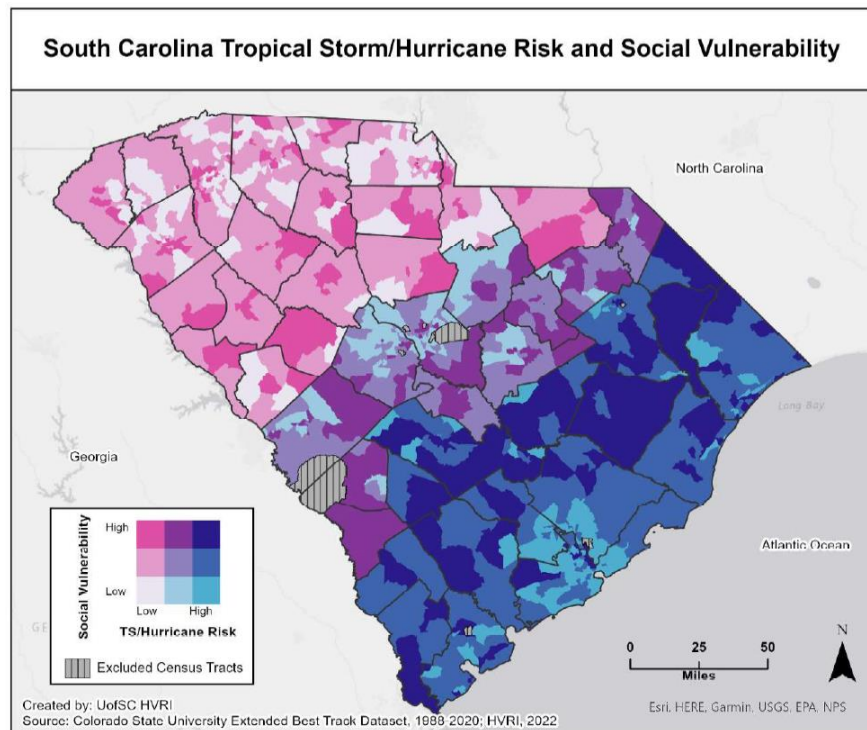 South Carolina Tropical Storm/Hurricane Risk and Social Vulnerability
North Carolina
Long Bay
Georgia
Atlantic Ocean
Social Vulnerability
High
Low
Low
High
TS/Hurricane Risk
Excluded Census Tracts
0 25 50
Miles
N
Created by: UofSC HVRI
Source: Colorado State University Extended Best Track Dataset, 1988-2020; HVRI, 2022
Esri, HERE, Garmin, USGS, EPA, NPS